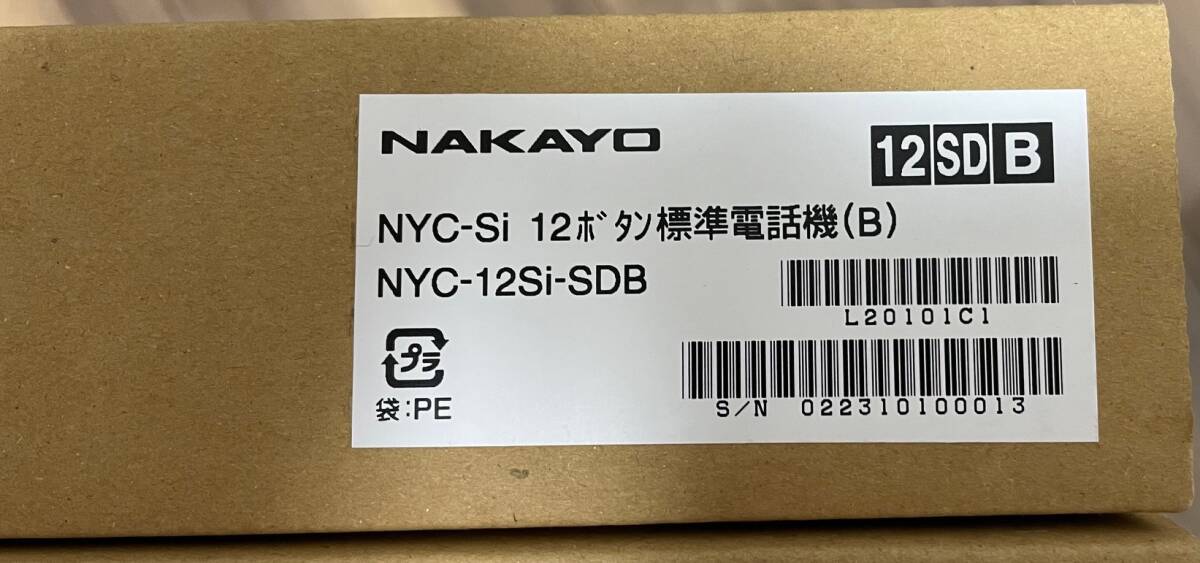 NAKAYO
12 SD B
NYC-Si 12ﾎﾞﾀﾝ標準電話機(B)
NYC-12Si-SDB
L20101C1
プラ
袋:PE
S/N 022310100013